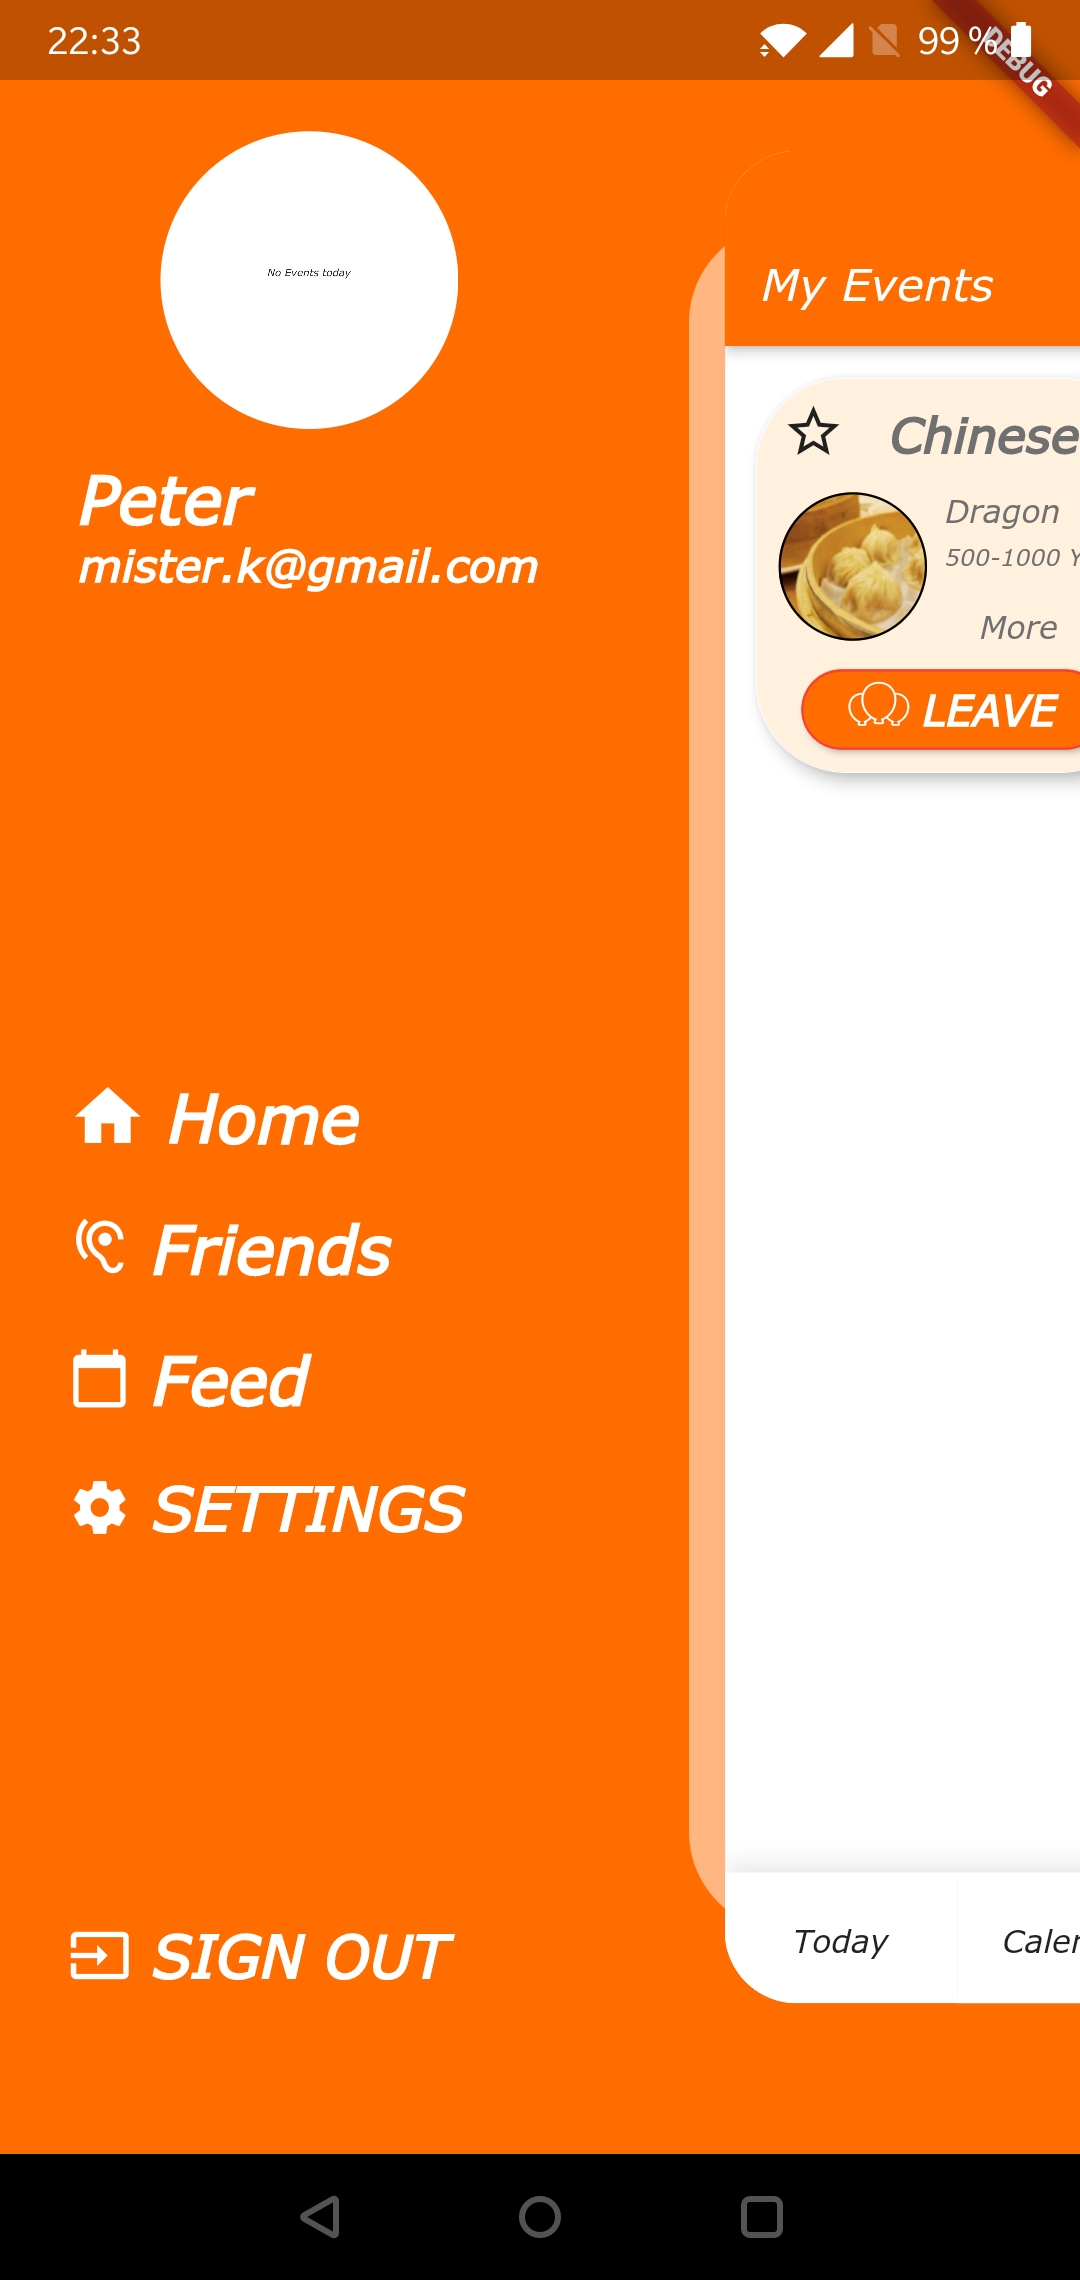 22:33
99 %
DEBUG
No Events today
Peter
mister.k@gmail.com
My Events
Chinese
Dragon
500-1000 Y
More
LEAVE
Home
Friends
Feed
SETTINGS
SIGN OUT
Today
Caler